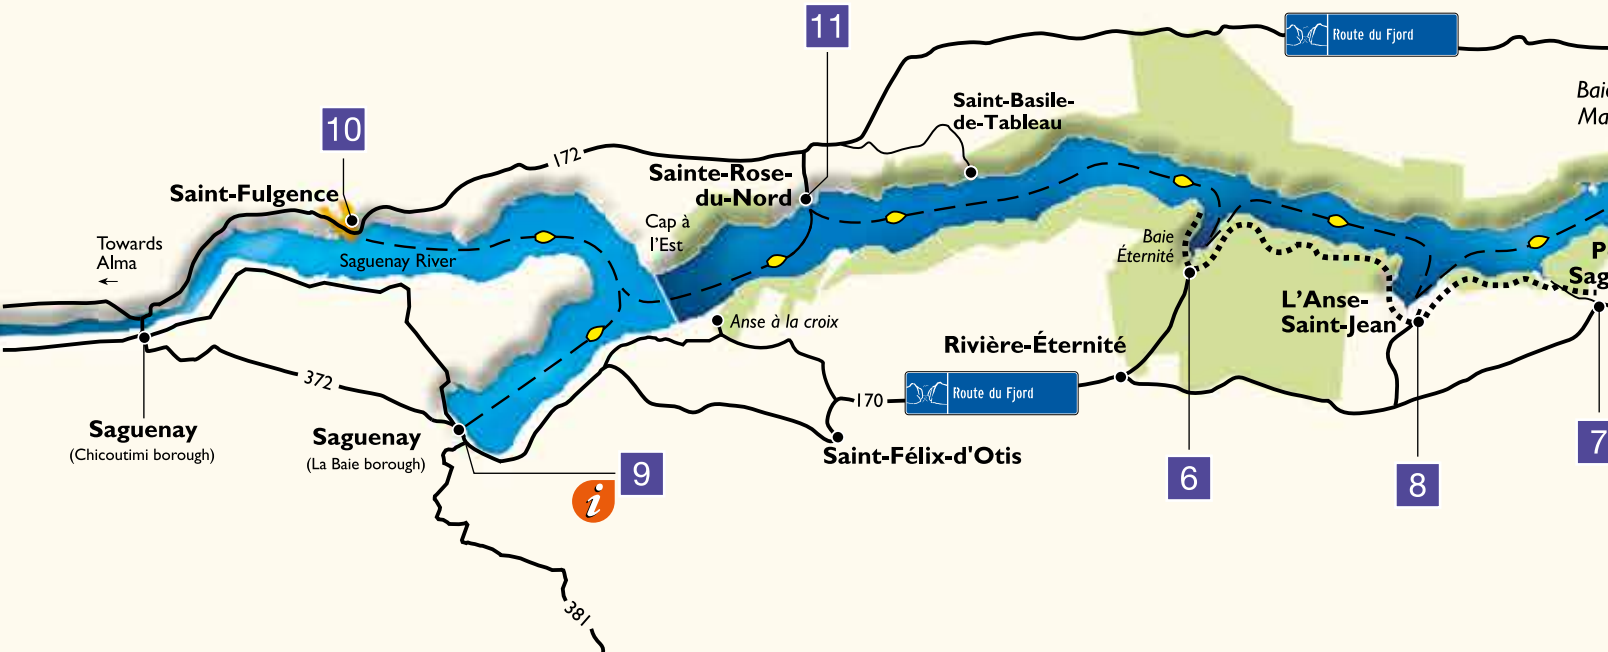 11
Route du Fjord
Baie
Ma
10
Saint-Basile-
de-Tableau
172
Sainte-Rose-
du-Nord
Saint-Fulgence
Cap à
l'Est
Towards
Alma
Saguenay River
Baie
Éternité
P
Sag
L'Anse-
Saint-Jean
Anse à la croix
Rivière-Éternité
372
170
Route du Fjord
Saguenay
(Chicoutimi borough)
Saguenay
(La Baie borough)
Saint-Félix-d'Otis
9
i
6
8
7
381